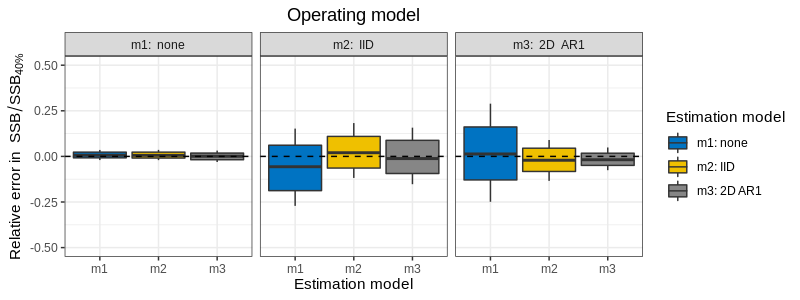 Operating model
m1: none
m2: IID
m3: 2D AR1
Relative error in SSB/SSB40%
0.50
0.25
0.00
-0.25
-0.50
m1 m2 m3
m1 m2 m3
m1 m2 m3
Estimation model
Estimation model
m1: none
m2: IID
m3: 2D AR1